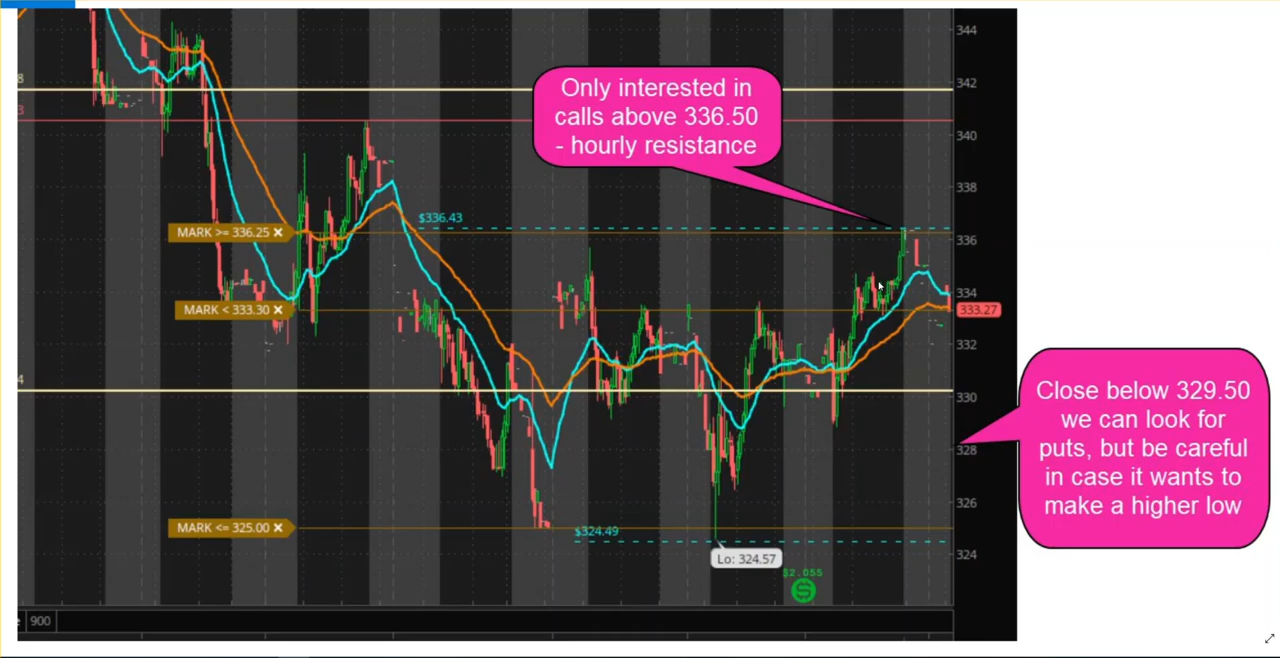 344
8
342
Only interested in
calls above 336.50
- hourly resistance
3
340
338
$336.43
MARK >= 336.25 ×
336
334
MARK < 333.30 ×
333.27
332
4
330
Close below 329.50
we can look for
puts, but be careful
in case it wants to
make a higher low
328
326
MARK <= 325.00 ×
$324.49
324
Lo: 324.57
$2.055
$
e 900